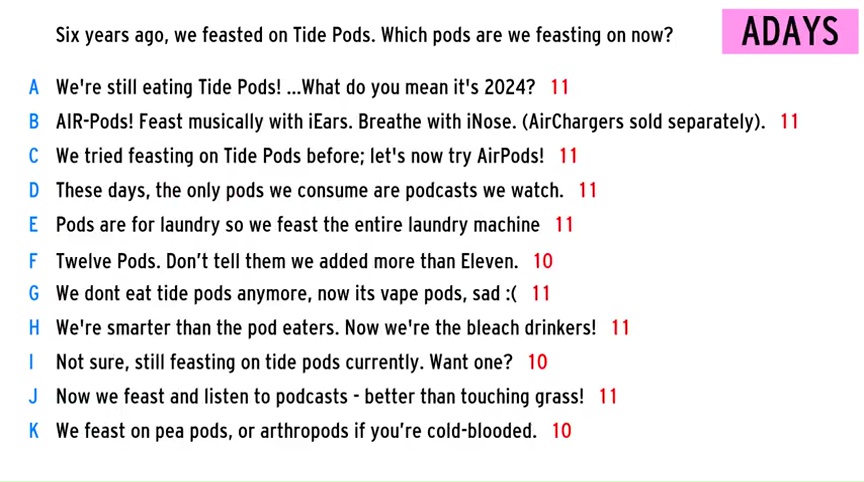 Six years ago, we feasted on Tide Pods. Which pods are we feasting on now?
ADAYS
A We're still eating Tide Pods! ...What do you mean it's 2024? 11
B AIR-Pods! Feast musically with iEars. Breathe with iNose. (AirChargers sold separately). 11
C We tried feasting on Tide Pods before; let's now try AirPods! 11
D These days, the only pods we consume are podcasts we watch. 11
E Pods are for laundry so we feast the entire laundry machine 11
F Twelve Pods. Don’t tell them we added more than Eleven. 10
G We dont eat tide pods anymore, now its vape pods, sad :( 11
H We're smarter than the pod eaters. Now we're the bleach drinkers! 11
I Not sure, still feasting on tide pods currently. Want one? 10
J Now we feast and listen to podcasts - better than touching grass! 11
K We feast on pea pods, or arthropods if you’re cold-blooded. 10